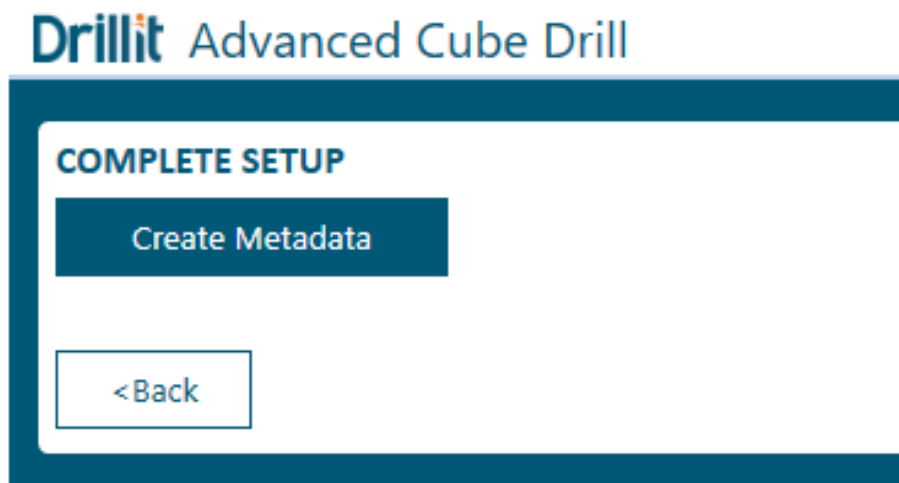 Drillit Advanced Cube Drill
COMPLETE SETUP
Create Metadata
<Back